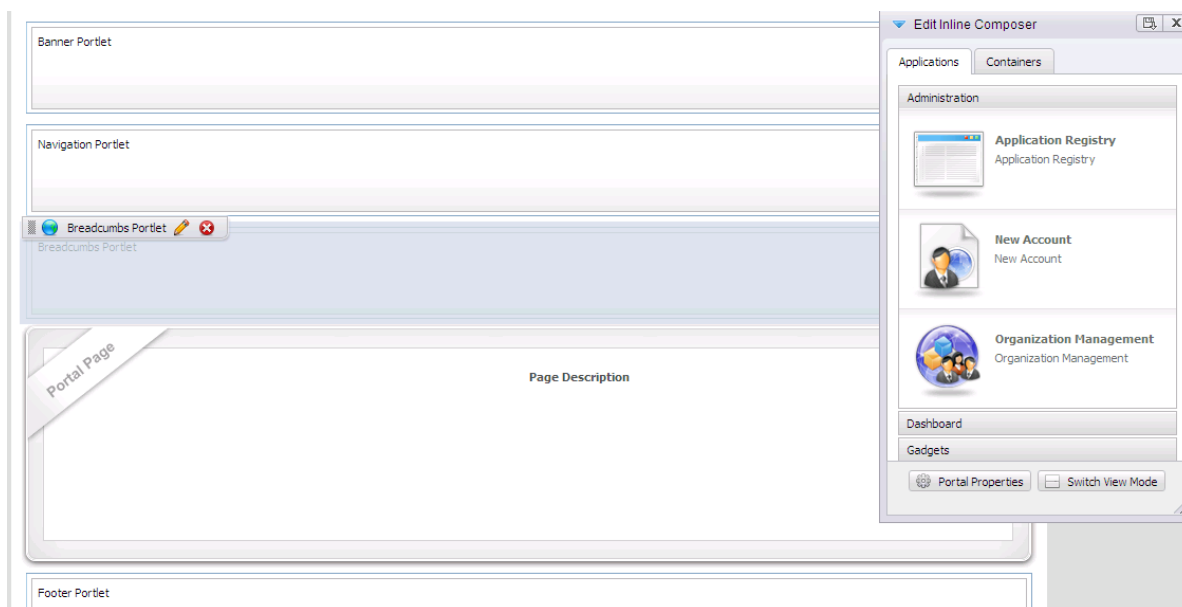 Banner Portlet
Navigation Portlet
Breadcumbs Portlet
Breadcumbs Portlet
Portal Page
Page Description
Footer Portlet
Edit Inline Composer
X
Applications Containers
Administration
Application Registry
Application Registry
New Account
New Account
Organization Management
Organization Management
Dashboard
Gadgets
Portal Properties Switch View Mode